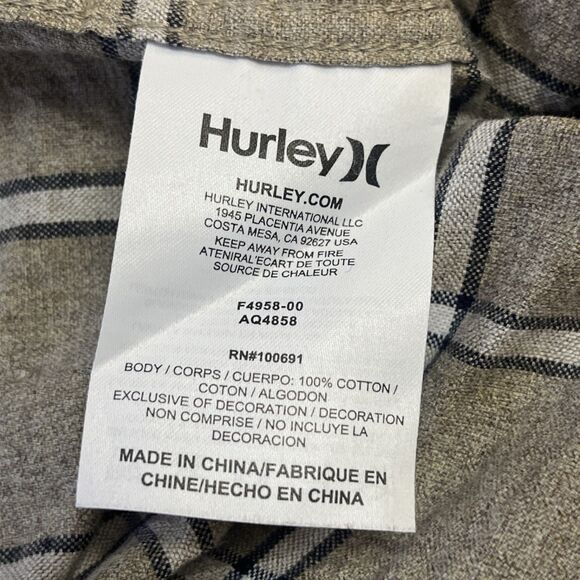 Hurley
HURLEY.COM
HURLEY INTERNATIONAL LLC
1945 PLACENTIA AVENUE
COSTA MESA, CA 92627 USA
KEEP AWAY FROM FIRE
ATENIRAL'ECART DE TOUTE
SOURCE DE CHALEUR
F4958-00
AQ4858
RN#100691
BODY / CORPS / CUERPO: 100% COTTON /
COTON / ALGODON
EXCLUSIVE OF DECORATION / DECORATION
NON COMPRISE / NO INCLUYE LA
DECORACION
MADE IN CHINA/FABRIQUE EN
CHINE/HECHO EN CHINA